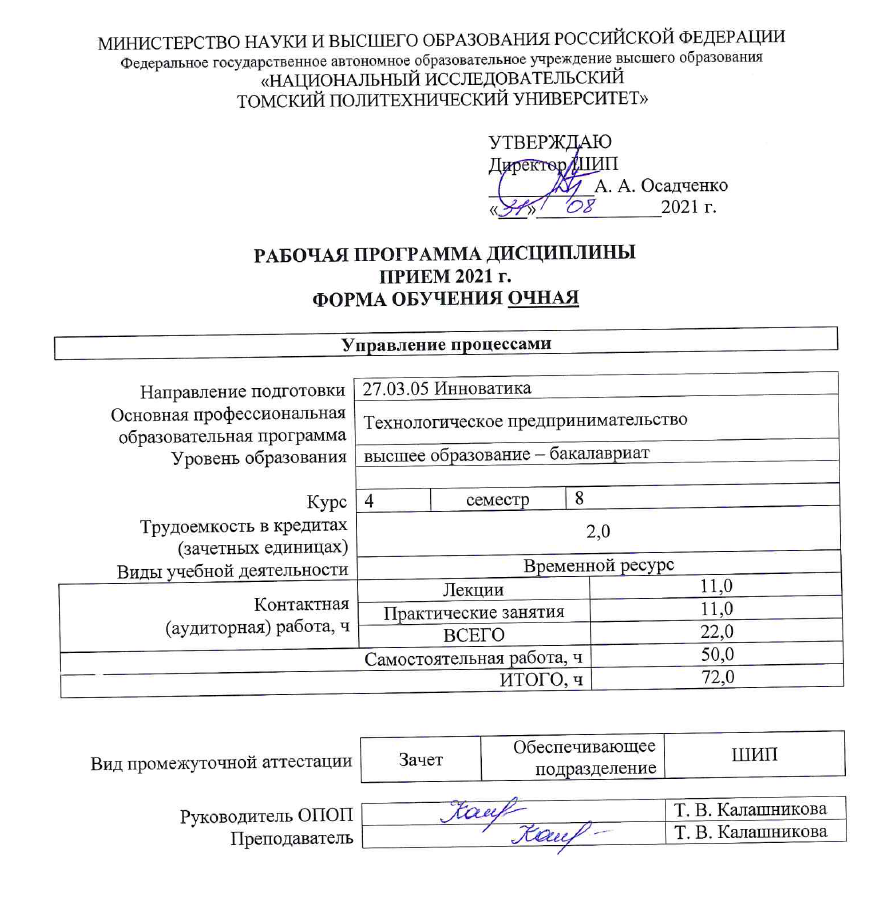 МИНИСТЕРСТВО НАУКИ И ВЫСШЕГО ОБРАЗОВАНИЯ РОССИЙСКОЙ ФЕДЕРАЦИИ
Федеральное государственное автономное образовательное учреждение высшего образования
«НАЦИОНАЛЬНЫЙ ИССЛЕДОВАТЕЛЬСКИЙ
ТОМСКИЙ ПОЛИТЕХНИЧЕСКИЙ УНИВЕРСИТЕТ»
УТВЕРЖДАЮ
Директор ШИП
А. А. Осадченко
«31» 08 2021 г.
РАБОЧАЯ ПРОГРАММА ДИСЦИПЛИНЫ
ПРИЕМ 2021 г.
ФОРМА ОБУЧЕНИЯ ОЧНАЯ
Управление процессами
Направление подготовки 27.03.05 Инноватика
Основная профессиональная
образовательная программа Технологическое предпринимательство
Уровень образования высшее образование – бакалавриат
Курс 4 семестр 8
Трудоемкость в кредитах
(зачетных единицах) 2,0
Виды учебной деятельности Временной ресурс
Контактная
(аудиторная) работа, ч
Лекции 11,0
Практические занятия 11,0
ВСЕГО 22,0
Самостоятельная работа, ч 50,0
ИТОГО, ч 72,0
Вид промежуточной аттестации Зачет Обеспечивающее
подразделение ШИП
Руководитель ОПОП Т. В. Калашникова
Преподаватель Т. В. Калашникова